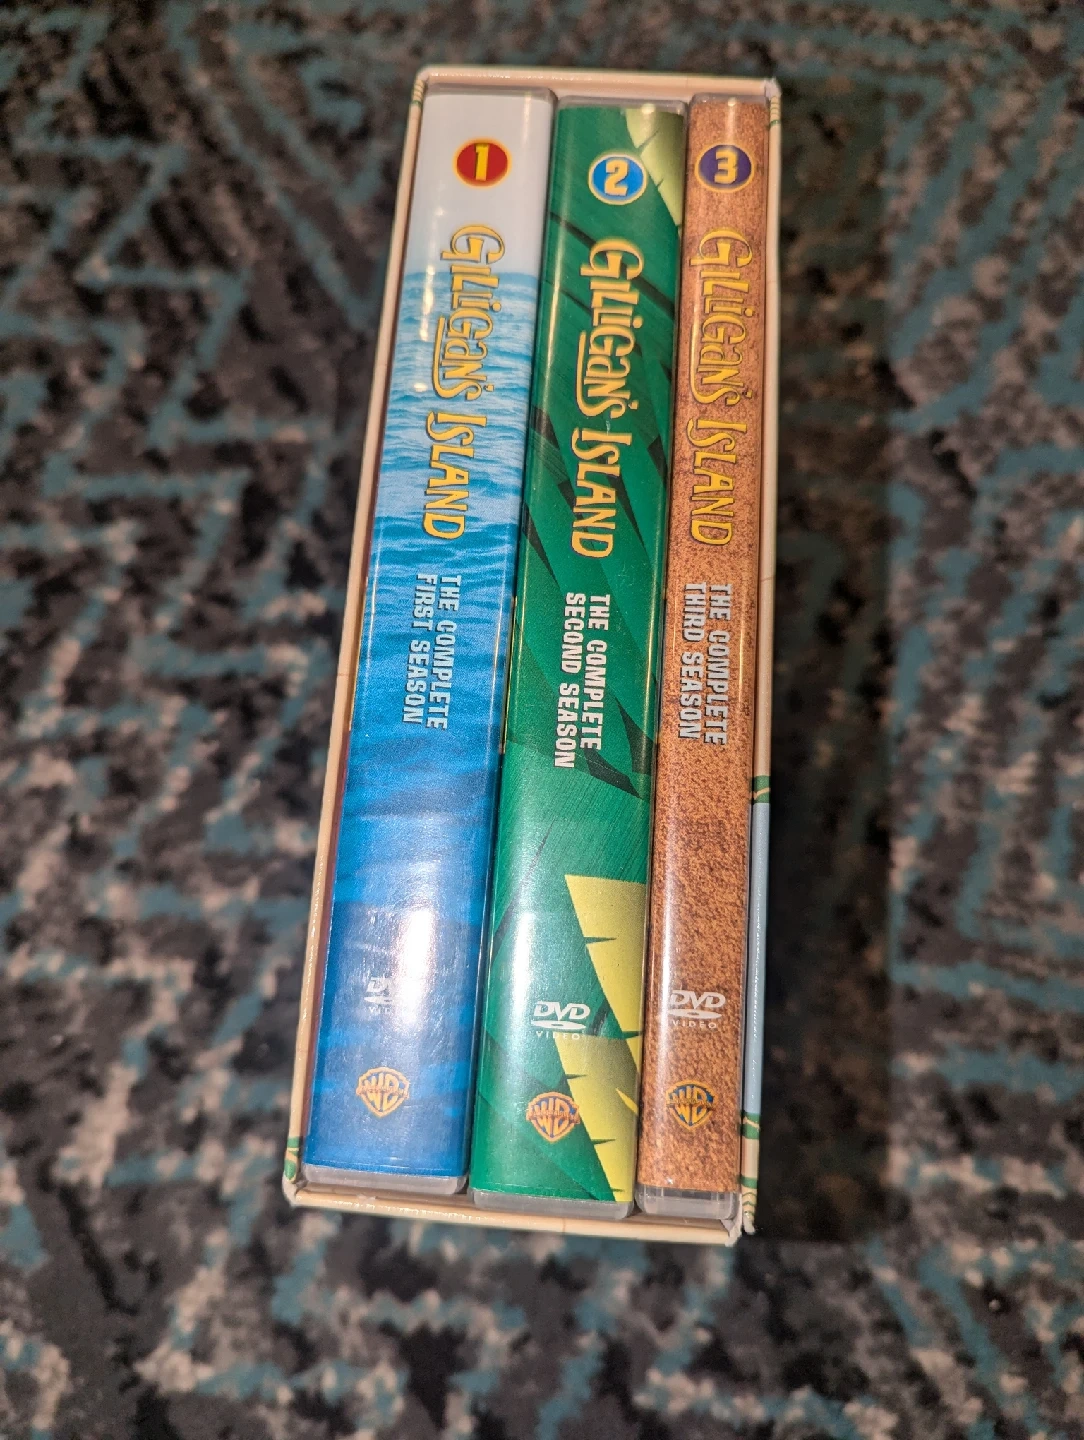 1
GILLIGAN'S ISLAND
THE COMPLETE
FIRST SEASON
DVD
VIDEO
WB
2
GILLIGAN'S ISLAND
THE COMPLETE
SECOND SEASON
DVD
VIDEO
WB
3
GILLIGAN'S ISLAND
THE COMPLETE
THIRD SEASON
DVD
VIDEO
WB